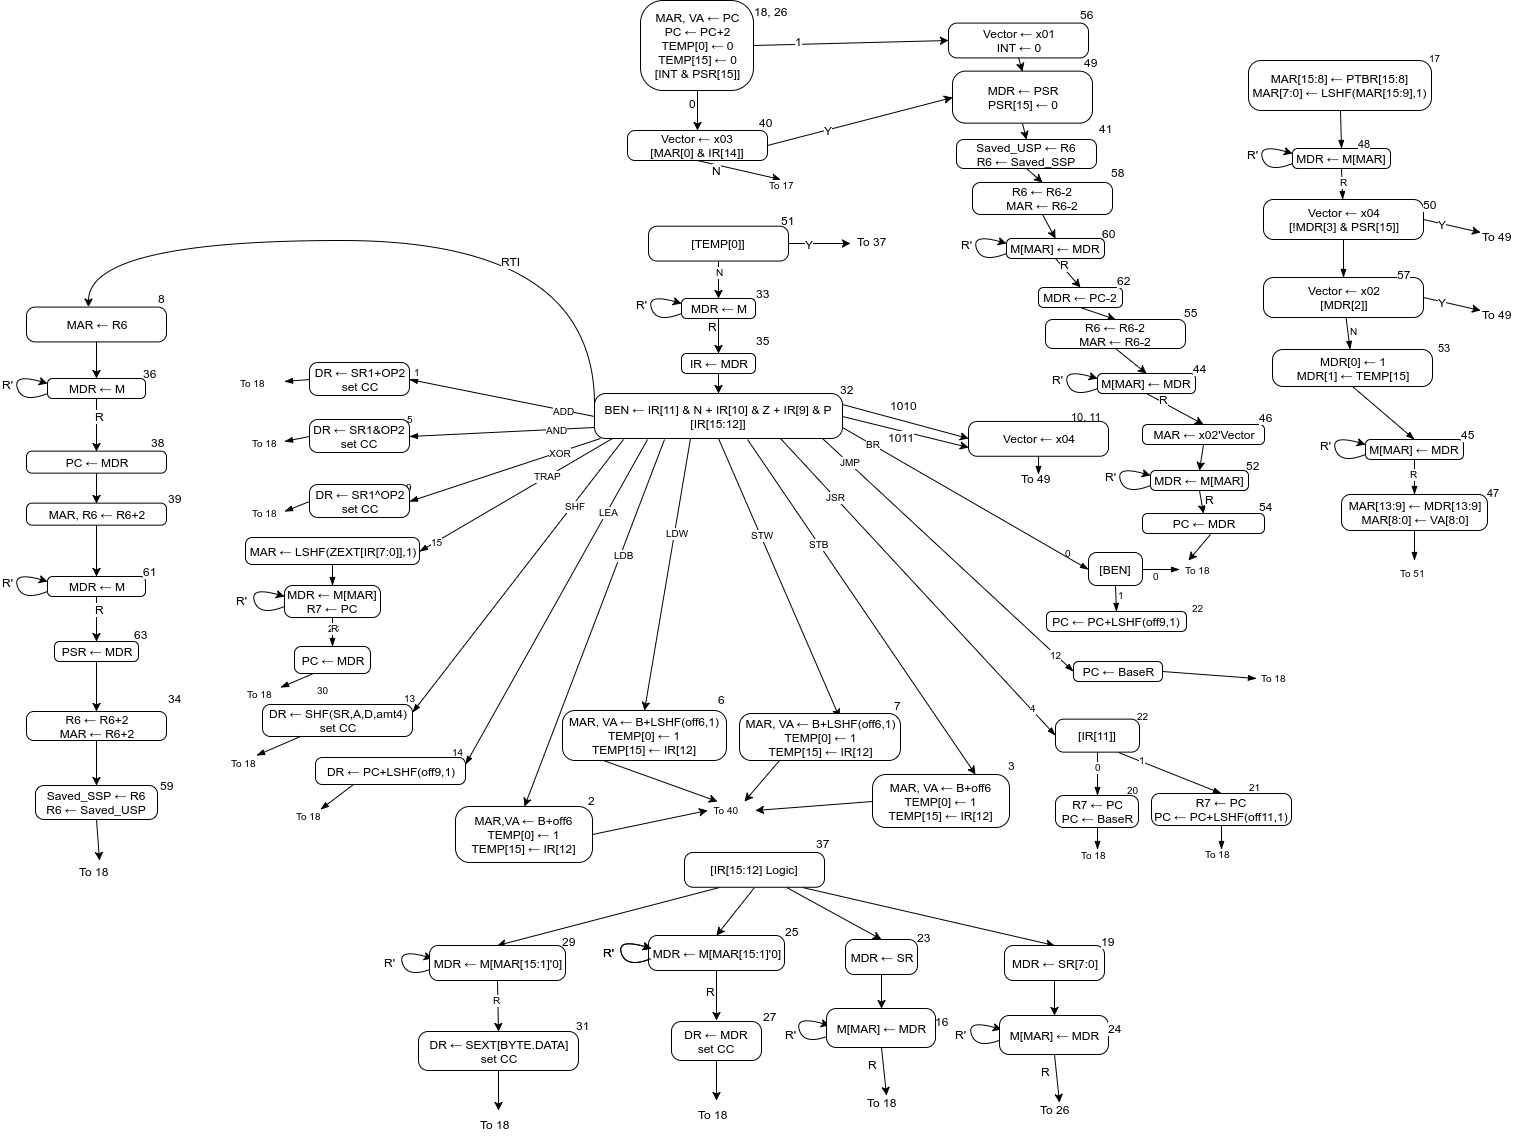 18, 26
MAR, VA ← PC
PC ← PC+2
TEMP[0] ← 0
TEMP[15] ← 0
[INT & PSR[15]]
1
0
56
Vector ← x01
INT ← 0
49
MDR ← PSR
PSR[15] ← 0
40
Vector ← x03
[MAR[0] & IR[14]]
Y
N
To 17
41
Saved_USP ← R6
R6 ← Saved_SSP
58
R6 ← R6-2
MAR ← R6-2
60
R'
M[MAR] ← MDR
R
62
MDR ← PC-2
55
R6 ← R6-2
MAR ← R6-2
44
R'
M[MAR] ← MDR
R
46
MAR ← x02'Vector
52
R'
MDR ← M[MAR]
R
54
PC ← MDR
To 18
17
MAR[15:8] ← PTBR[15:8]
MAR[7:0] ← LSHF(MAR[15:9],1)
48
R'
MDR ← M[MAR]
R
50
Vector ← x04
[!MDR[3] & PSR[15]]
Y
To 49
57
Vector ← x02
[MDR[2]]
Y
To 49
N
53
MDR[0] ← 1
MDR[1] ← TEMP[15]
45
R'
M[MAR] ← MDR
R
47
MAR[13:9] ← MDR[13:9]
MAR[8:0] ← VA[8:0]
To 51
51
[TEMP[0]]
Y
To 37
N
33
R'
MDR ← M
R
35
IR ← MDR
32
BEN ← IR[11] & N + IR[10] & Z + IR[9] & P
[IR[15:12]]
RTI
8
MAR ← R6
36
R'
MDR ← M
R
38
PC ← MDR
39
MAR, R6 ← R6+2
61
R'
MDR ← M
R
63
PSR ← MDR
34
R6 ← R6+2
MAR ← R6+2
59
Saved_SSP ← R6
R6 ← Saved_USP
To 18
ADD
1
DR ← SR1+OP2
set CC
To 18
AND
5
DR ← SR1&OP2
set CC
To 18
XOR
9
DR ← SR1^OP2
set CC
To 18
TRAP
15
MAR ← LSHF(ZEXT[IR[7:0]],1)
R'
MDR ← M[MAR]
R7 ← PC
R
PC ← MDR
To 18
30
SHF
13
DR ← SHF(SR,A,D,amt4)
set CC
To 18
LEA
14
DR ← PC+LSHF(off9,1)
To 18
LDB
2
MAR,VA ← B+off6
TEMP[0] ← 1
TEMP[15] ← IR[12]
LDW
6
MAR, VA ← B+LSHF(off6,1)
TEMP[0] ← 1
TEMP[15] ← IR[12]
STW
7
MAR, VA ← B+LSHF(off6,1)
TEMP[0] ← 1
TEMP[15] ← IR[12]
STB
3
MAR, VA ← B+off6
TEMP[0] ← 1
TEMP[15] ← IR[12]
To 40
JSR
4
22
[IR[11]]
0
1
20
R7 ← PC
PC ← BaseR
To 18
21
R7 ← PC
PC ← PC+LSHF(off11,1)
To 18
JMP
12
PC ← BaseR
To 18
BR
0
[BEN]
0
1
22
PC ← PC+LSHF(off9,1)
1010
1011
10, 11
Vector ← x04
To 49
37
[IR[15:12] Logic]
29
R'
MDR ← M[MAR[15:1]'0]
R
31
DR ← SEXT[BYTE.DATA]
set CC
To 18
25
R'
MDR ← M[MAR[15:1]'0]
R
27
DR ← MDR
set CC
To 18
23
MDR ← SR
16
R'
M[MAR] ← MDR
R
To 18
19
MDR ← SR[7:0]
24
R'
M[MAR] ← MDR
R
To 26